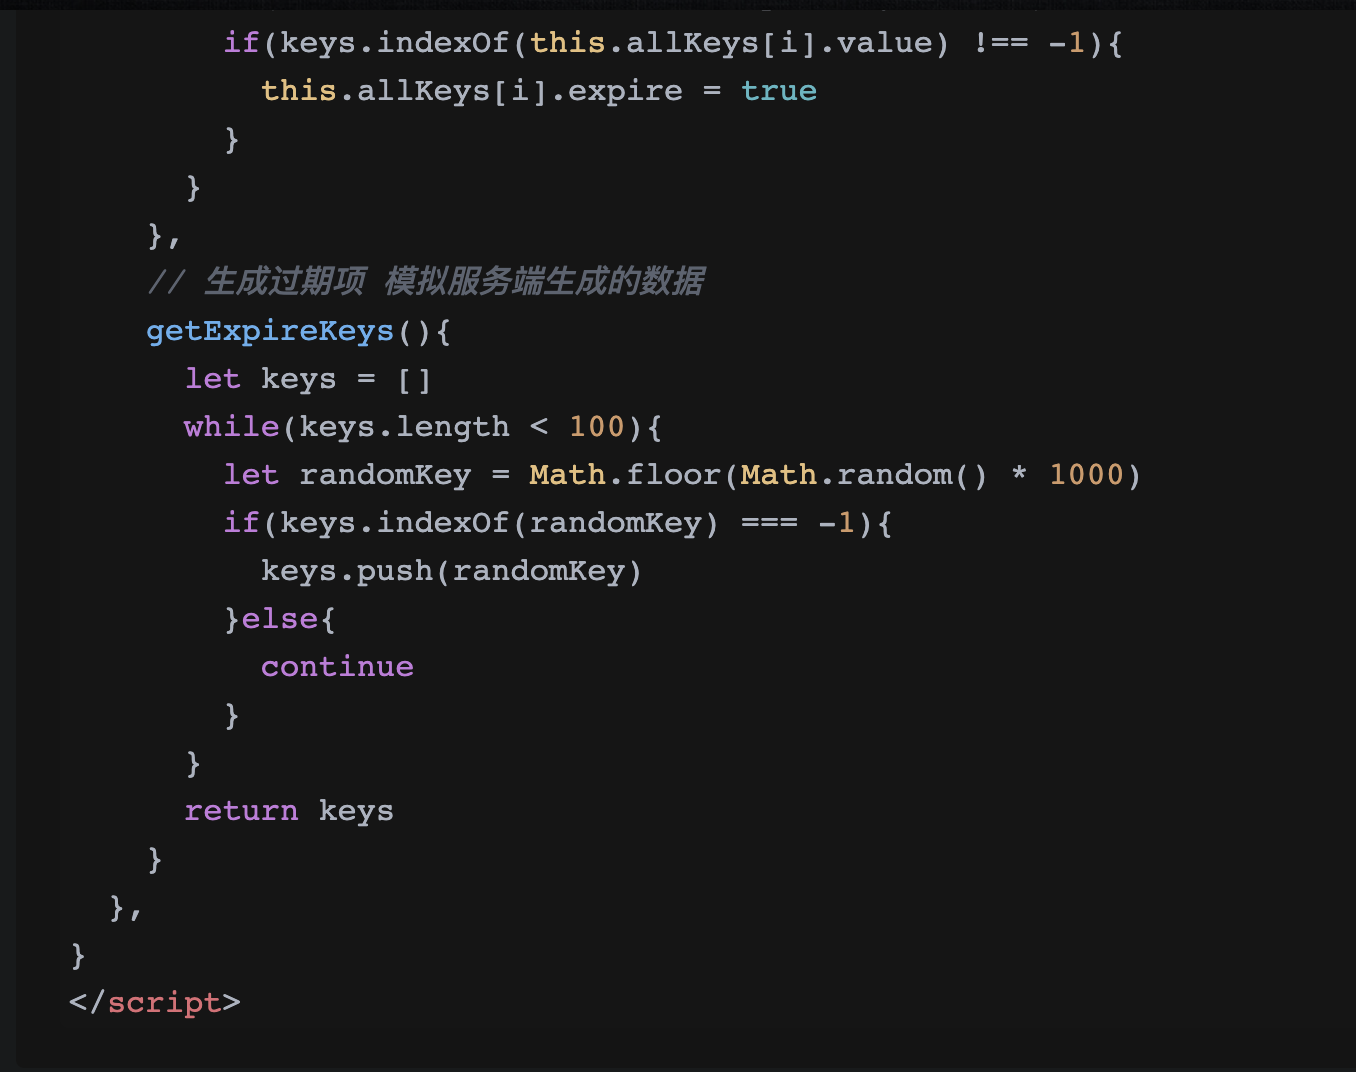 if(keys.indexOf(this.allKeys[i].value) !== -1){
this.allKeys[i].expire = true
}
}
},
// 生成过期项 模拟服务端生成的数据
getExpireKeys(){
let keys = []
while(keys.length < 100){
let randomKey = Math.floor(Math.random() * 1000)
if(keys.indexOf(randomKey) === -1){
keys.push(randomKey)
}else{
continue
}
}
return keys
}
},
}
</script>